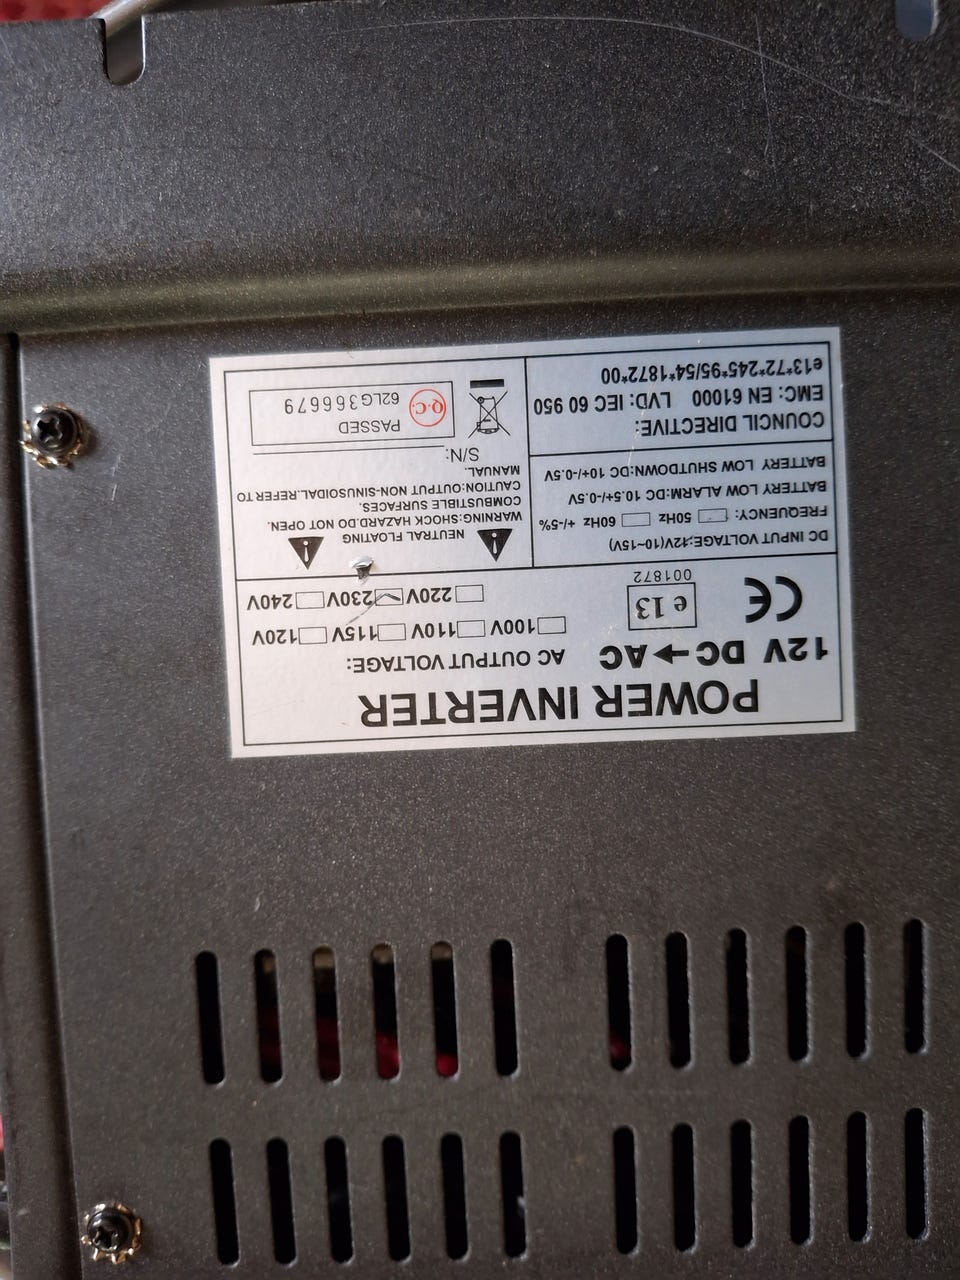 POWER INVERTER
12V DC→AC
e 13
001872
AC OUTPUT VOLTAGE:
100V 110V 115V 120V
220V 230V 240V
DC INPUT VOLTAGE:12V(10~15V)
FREQUENCY: 50Hz 60Hz +/-5%
BATTERY LOW ALARM:DC 10.5+/-0.5V
BATTERY LOW SHUTDOWN:DC 10+/-0.5V
COUNCIL DIRECTIVE:
EMC: EN 61000 LVD: IEC 60 950
e13*72*245*95/54*1872*00
NEUTRAL FLOATING
WARNING:SHOCK HAZARD.DO NOT OPEN.
COMBUSTIBLE SURFACES.
CAUTION:OUTPUT NON-SINUSOIDAL.REFER TO
MANUAL.
S/N:
Q.C.
PASSED
62LG366679